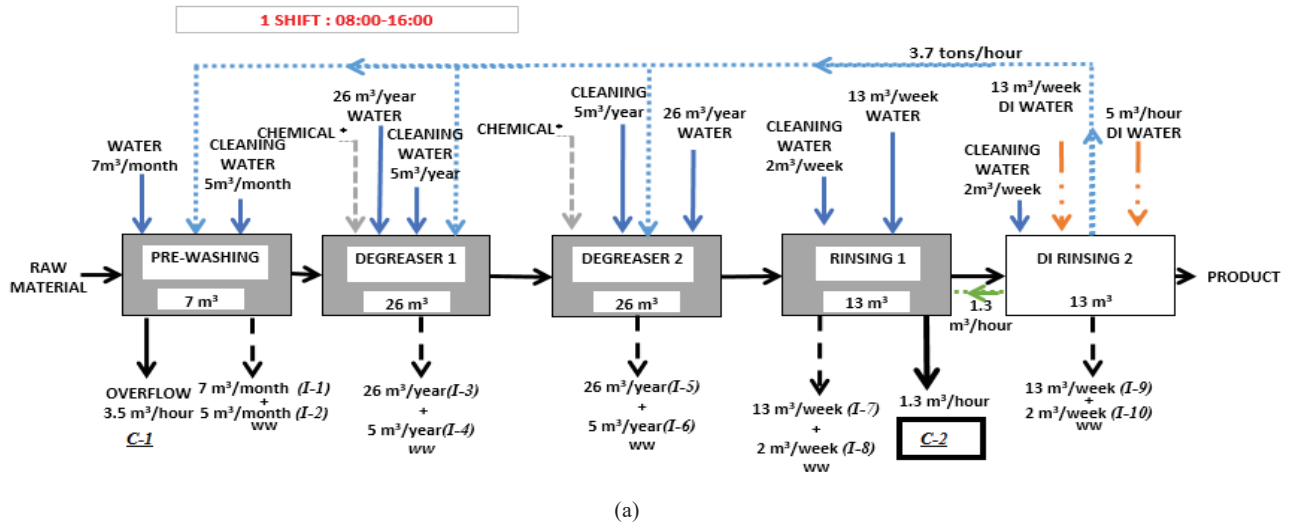 1 SHIFT : 08:00-16:00
3.7 tons/hour
WATER
7m³/month
CLEANING
WATER
5m³/month
CHEMICAL +
26 m³/year
WATER
CLEANING
WATER
5m³/year
CHEMICAL+
CLEANING
5m³/year
26 m³/year
WATER
CLEANING
WATER
2m³/week
13 m³/week
WATER
CLEANING
WATER
2m³/week
13 m³/week
DI WATER
5 m³/hour
DI WATER
RAW
MATERIAL
PRE-WASHING
7 m³
DEGREASER 1
26 m³
DEGREASER 2
26 m³
RINSING 1
13 m³
1.3
m³/hour
DI RINSING 2
13 m³
PRODUCT
OVERFLOW
3.5 m³/hour
C-1
7 m³/month (I-1)
+
5 m³/month (I-2)
ww
26 m³/year(I-3)
+
5 m³/year(I-4)
ww
26 m³/year(I-5)
+
5 m³/year(I-6)
ww
13 m³/week (I-7)
+
2 m³/week (I-8)
ww
1.3 m³/hour
C-2
13 m³/week (I-9)
+
2 m³/week (I-10)
ww
(a)